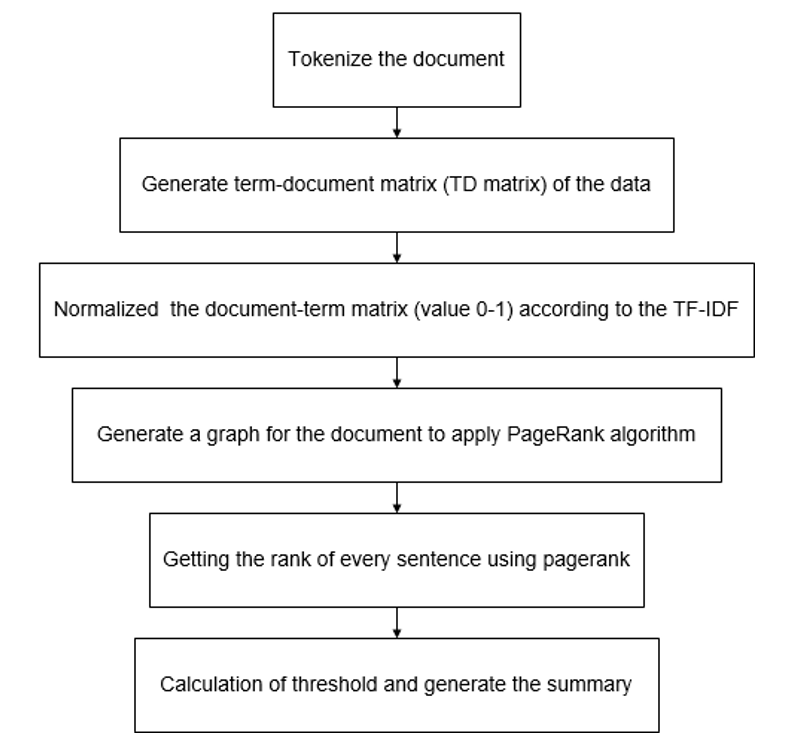 Tokenize the document
Generate term-document matrix (TD matrix) of the data
Normalized  the document-term matrix (value 0-1) according to the TF-IDF
Generate a graph for the document to apply PageRank algorithm
Getting the rank of every sentence using pagerank
Calculation of threshold and generate the summary